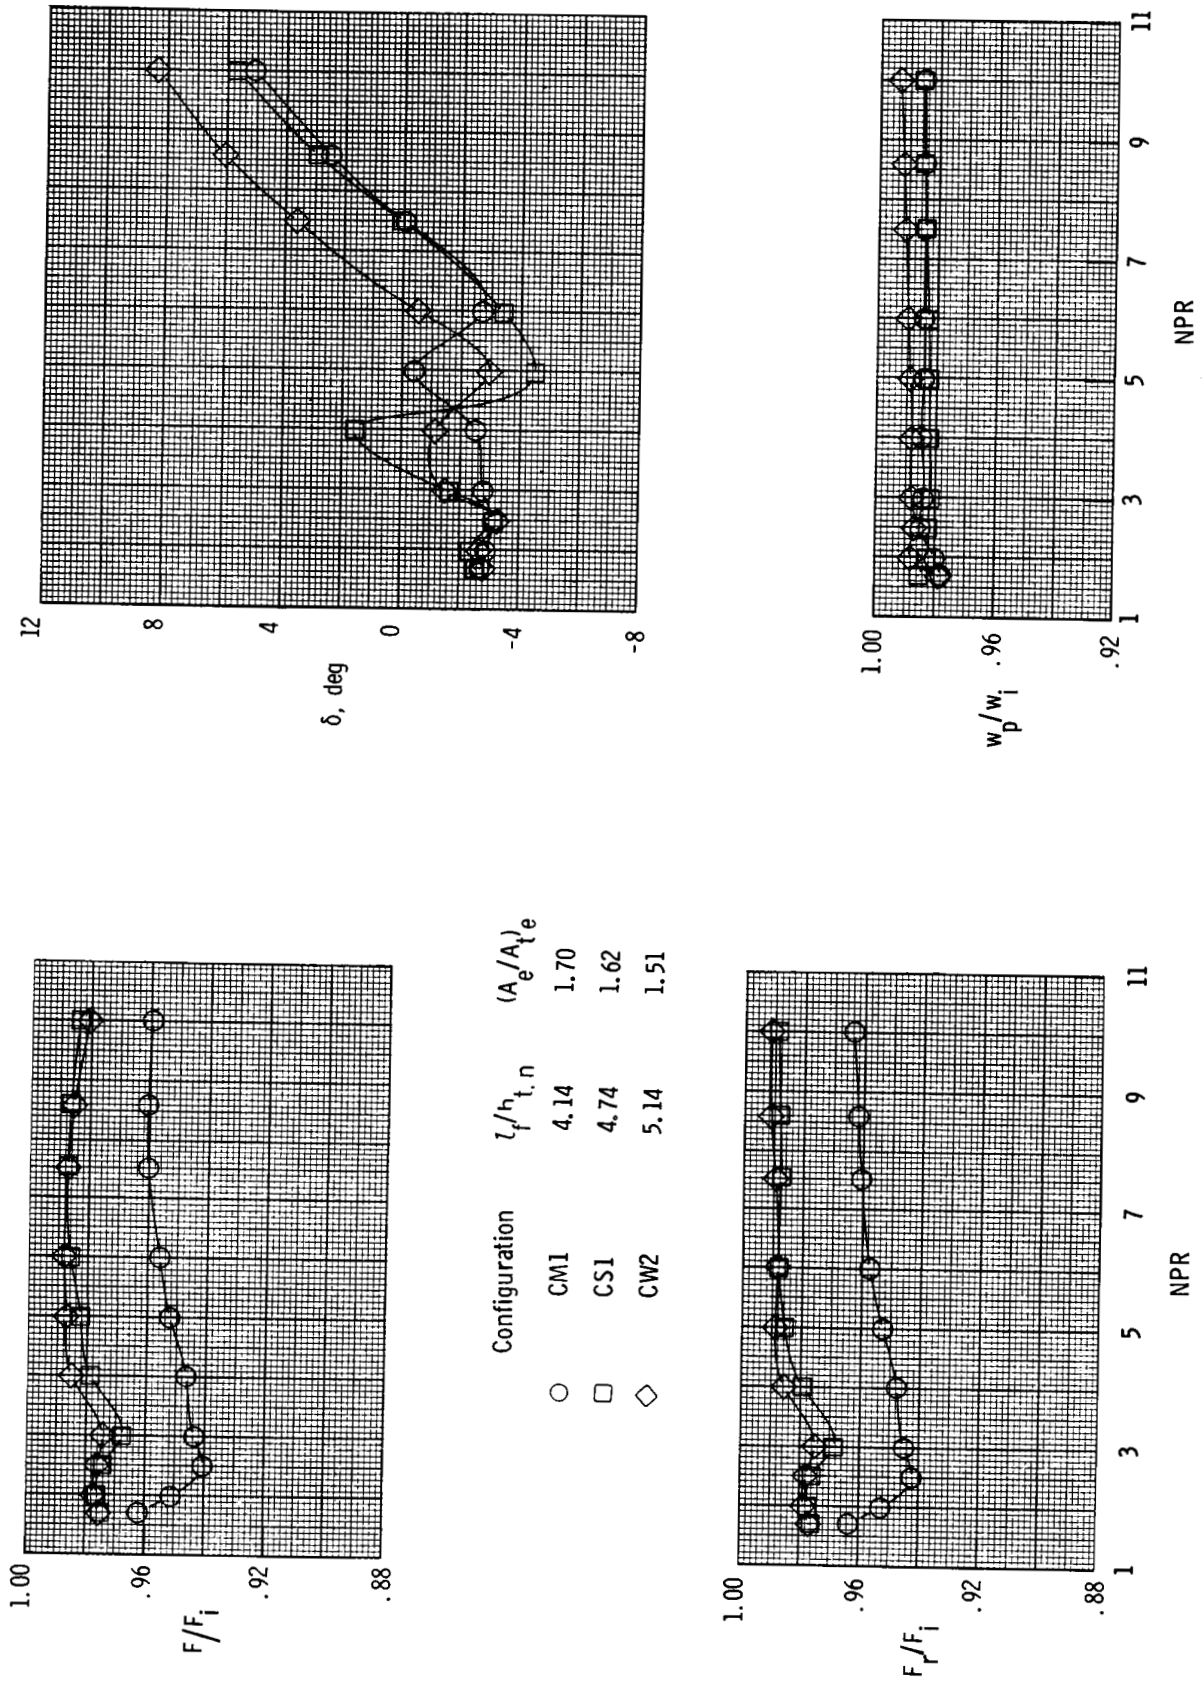 12
8
4
0
-4
-8
δ, deg
1.00
.96
.92
w_p/w_i
1
3
5
7
9
11
NPR
1.00
.96
.92
.88
F/F_i
Configuration l_f/h_t,n (A_e/A_t)_e
CM1 4.14 1.70
CS1 4.74 1.62
CW2 5.14 1.51
1.00
.96
.92
.88
F_r/F_i
1
3
5
7
9
11
NPR